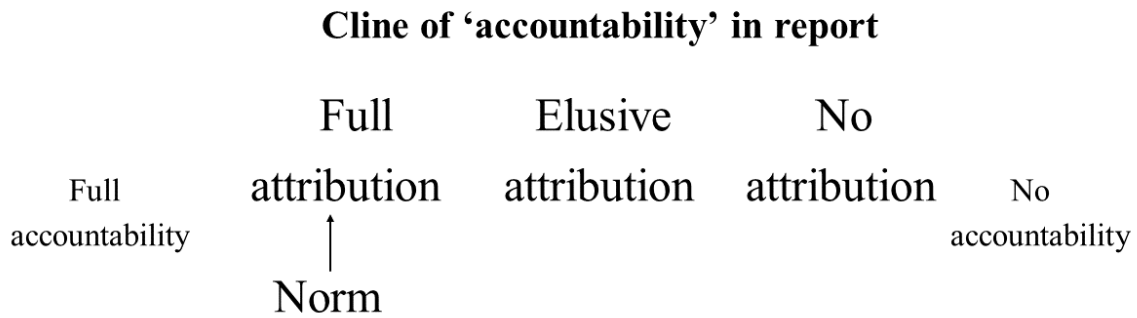 Cline of ‘accountability’ in report
Full Elusive No
Full attribution attribution attribution No
accountability accountability
Norm